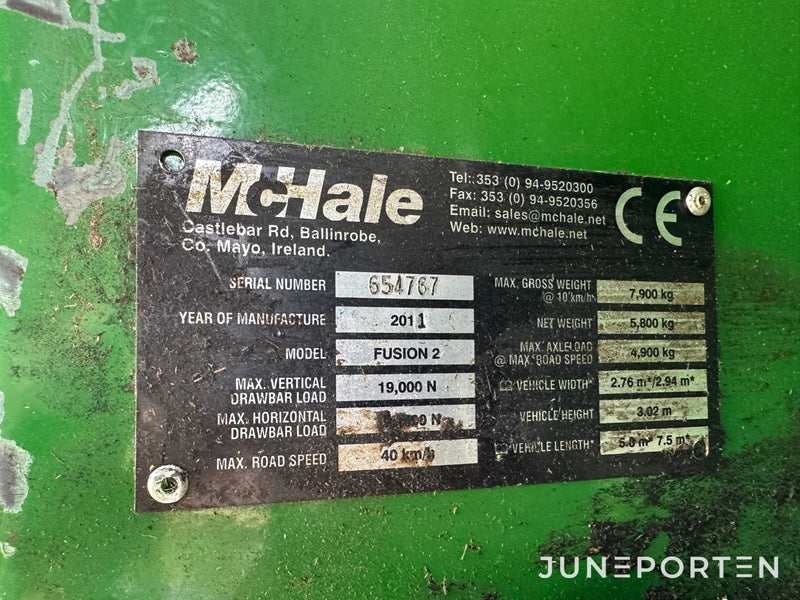 McHale
Castlebar Rd, Ballinrobe,
Co. Mayo, Ireland.
Tel:.353 (0) 94-9520300
Fax: 353 (0) 94-9520356
Email: sales@mchale.net
Web: www.mchale.net
CE
SERIAL NUMBER 654767
YEAR OF MANUFACTURE 2011
MODEL FUSION 2
MAX. VERTICAL
DRAWBAR LOAD 19,000 N
MAX. HORIZONTAL
DRAWBAR LOAD N
MAX. ROAD SPEED 40 km/h
MAX. GROSS WEIGHT
@ 10 km/h 7,900 kg
NET WEIGHT 5,800 kg
MAX. AXLELOAD
@ MAX. ROAD SPEED 4,900 kg
VEHICLE WIDTH* 2.76 m*/2.94 m*
VEHICLE HEIGHT 3.02 m
VEHICLE LENGTH* 5.0 m* 7.5 m*
JUNEPORTEN